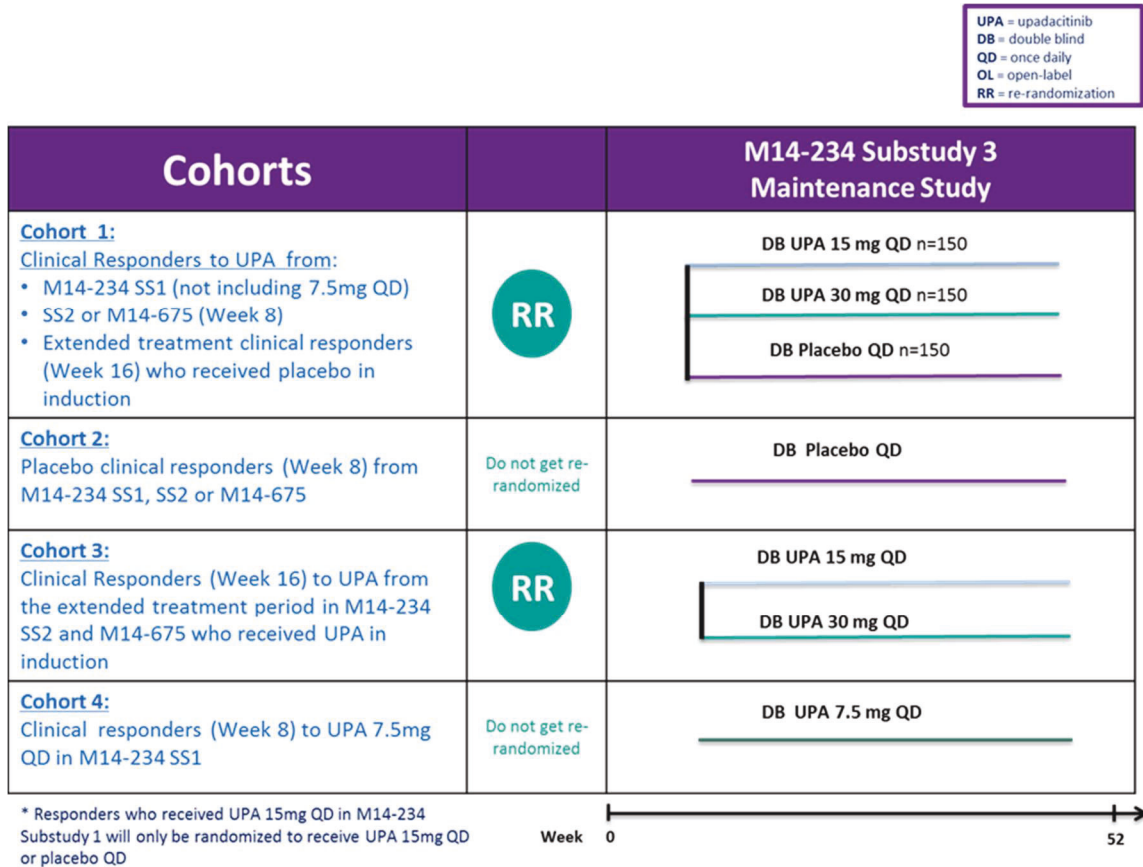 UPA = upadacitinib
DB = double blind
QD = once daily
OL = open-label
RR = re-randomization
Cohorts
M14-234 Substudy 3
Maintenance Study
Cohort 1:
Clinical Responders to UPA from:
• M14-234 SS1 (not including 7.5mg QD)
• SS2 or M14-675 (Week 8)
• Extended treatment clinical responders
(Week 16) who received placebo in
induction
RR
DB UPA 15 mg QD n=150
DB UPA 30 mg QD n=150
DB Placebo QD n=150
Cohort 2:
Placebo clinical responders (Week 8) from
M14-234 SS1, SS2 or M14-675
Do not get re-
randomized
DB Placebo QD
Cohort 3:
Clinical Responders (Week 16) to UPA from
the extended treatment period in M14-234
SS2 and M14-675 who received UPA in
induction
RR
DB UPA 15 mg QD
DB UPA 30 mg QD
Cohort 4:
Clinical responders (Week 8) to UPA 7.5mg
QD in M14-234 SS1
Do not get re-
randomized
DB UPA 7.5 mg QD
* Responders who received UPA 15mg QD in M14-234
Substudy 1 will only be randomized to receive UPA 15mg QD
or placebo QD
Week 0 52